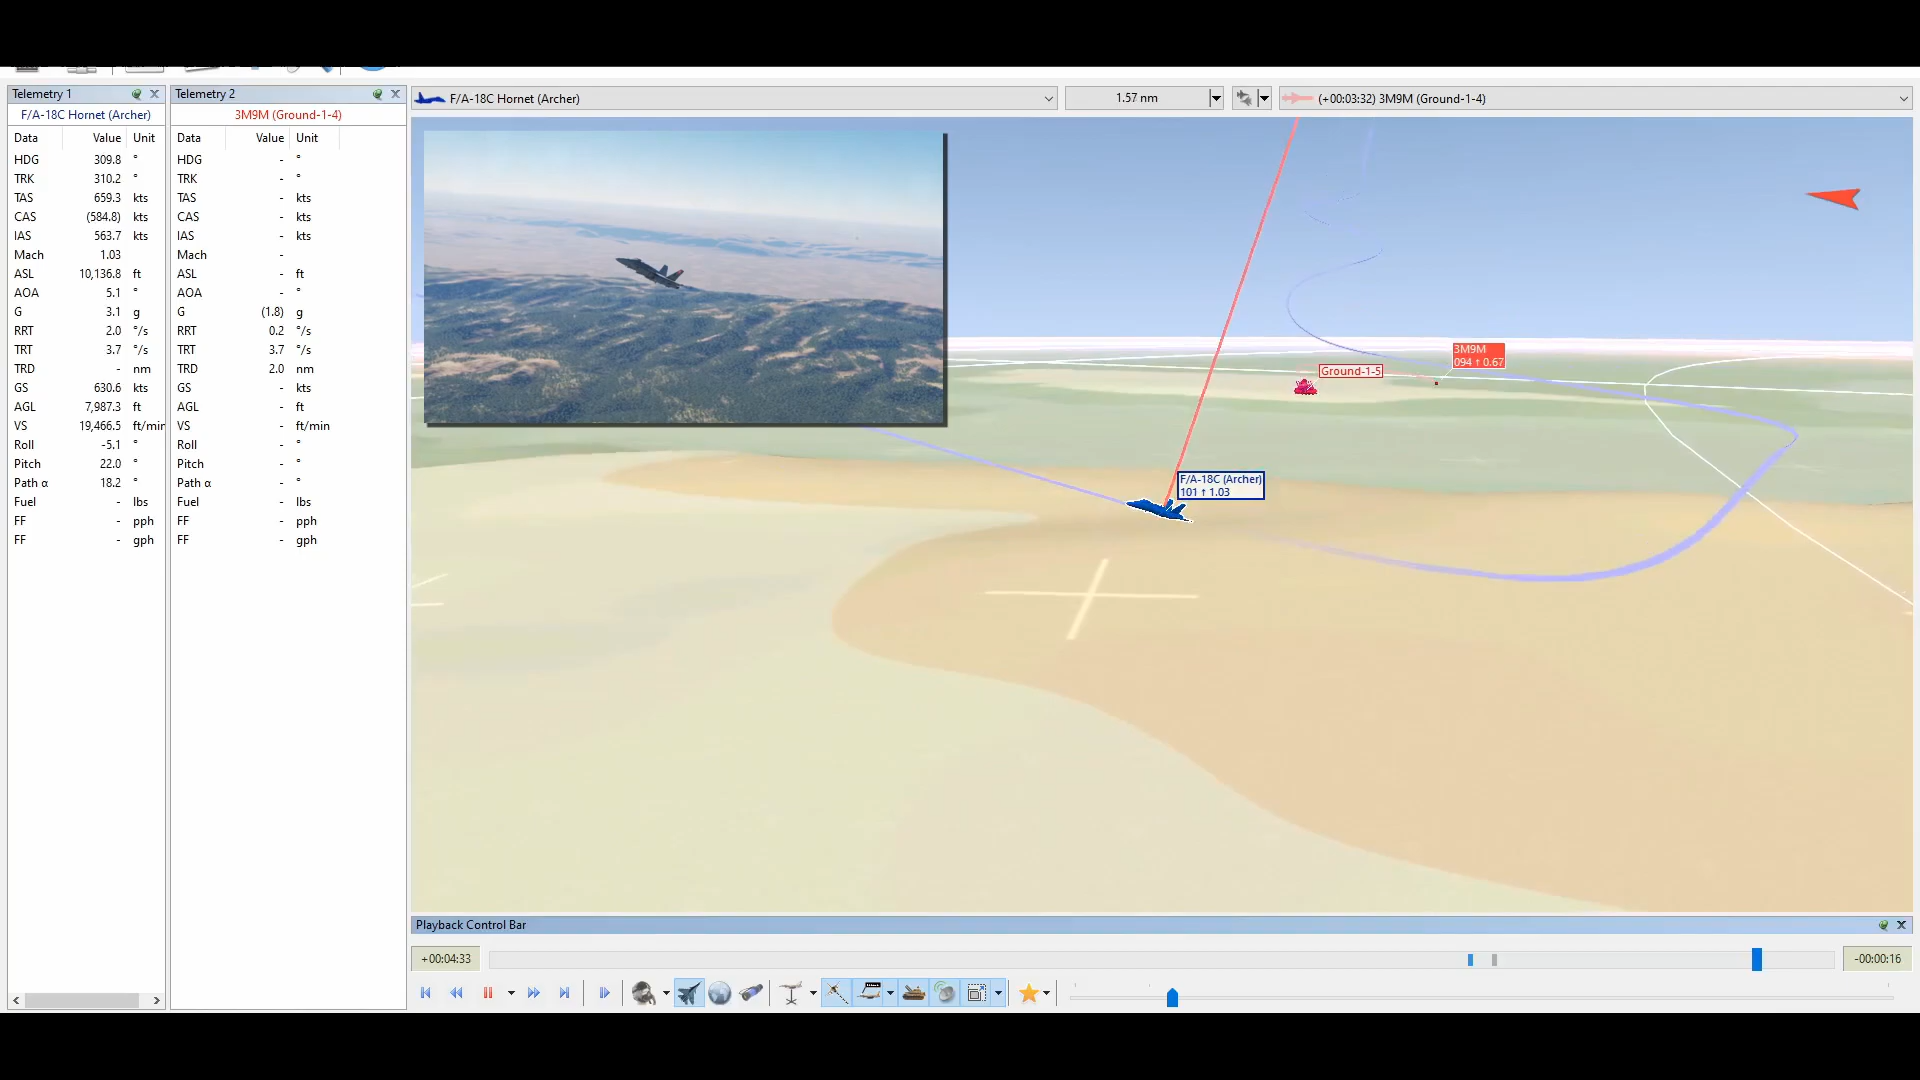 Telemetry 1
F/A-18C Hornet (Archer)
Data Value Unit
HDG 309.8 °
TRK 310.2 °
TAS 659.3 kts
CAS (584.8) kts
IAS 563.7 kts
Mach 1.03
ASL 10,136.8 ft
AOA 5.1 °
G 3.1 g
RRT 2.0 °/s
TRT 3.7 °/s
TRD - nm
GS 630.6 kts
AGL 7,987.3 ft
VS 19,466.5 ft/min
Roll -5.1 °
Pitch 22.0 °
Path α 18.2 °
Fuel - lbs
FF - pph
FF - gph
Telemetry 2
3M9M (Ground-1-4)
Data Value Unit
HDG - °
TRK - °
TAS - kts
CAS - kts
IAS - kts
Mach -
ASL - ft
AOA - °
G (1.8) g
RRT 0.2 °/s
TRT 3.7 °/s
TRD 2.0 nm
GS - kts
AGL - ft
VS - ft/min
Roll - °
Pitch - °
Path α - °
Fuel - lbs
FF - pph
FF - gph
F/A-18C Hornet (Archer)
1.57 nm
(+00:03:32) 3M9M (Ground-1-4)
3M9M
094 ↑ 0.67
Ground-1-5
F/A-18C (Archer)
101 ↑ 1.03
Playback Control Bar
+00:04:33
-00:00:16